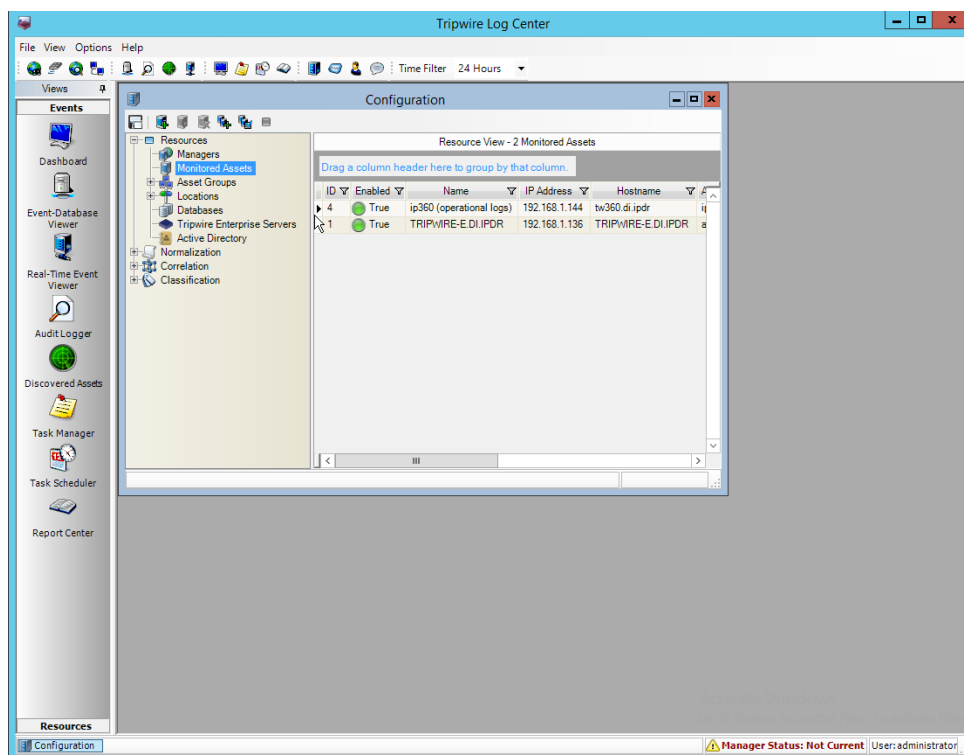 Tripwire Log Center
File View Options Help
Time Filter 24 Hours
Views
Events
Dashboard
Event-Database
Viewer
Real-Time Event
Viewer
Audit Logger
Discovered Assets
Task Manager
Task Scheduler
Report Center
Resources
Configuration
Resources
Managers
Monitored Assets
Asset Groups
Locations
Databases
Tripwire Enterprise Servers
Active Directory
Normalization
Correlation
Classification
Resource View - 2 Monitored Assets
Drag a column header here to group by that column.
ID Enabled Name IP Address Hostname
4 True ip360 (operational logs) 192.168.1.144 tw360.di.ipdr
1 True TRIPWIRE-E.DI.IPDR 192.168.1.136 TRIPWIRE-E.DI.IPDR
Activate Windows
Configuration
Manager Status: Not Current User: administrator